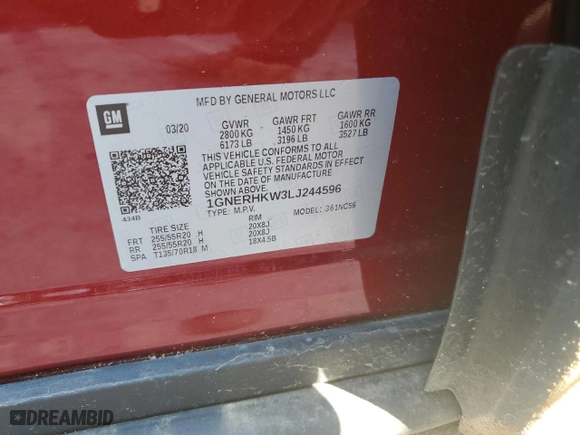 GM
MFD BY GENERAL MOTORS LLC
03/20
GVWR GAWR FRT GAWR RR
2800 KG 1450 KG 1600 KG
6173 LB 3196 LB 3527 LB
THIS VEHICLE CONFORMS TO ALL
APPLICABLE U.S. FEDERAL MOTOR
VEHICLE SAFETY STANDARDS IN EFFECT
ON THE DATE OF MANUFACTURE
SHOWN ABOVE.
1GNERHKW3LJ244596
TYPE: M.P.V. MODEL: 361NC56
434B
TIRE SIZE RIM
FRT 255/55R20 H 20X8J
RR 255/55R20 H 20X8J
SPA T135/70R18 M 18X4.5B
DREAMBID